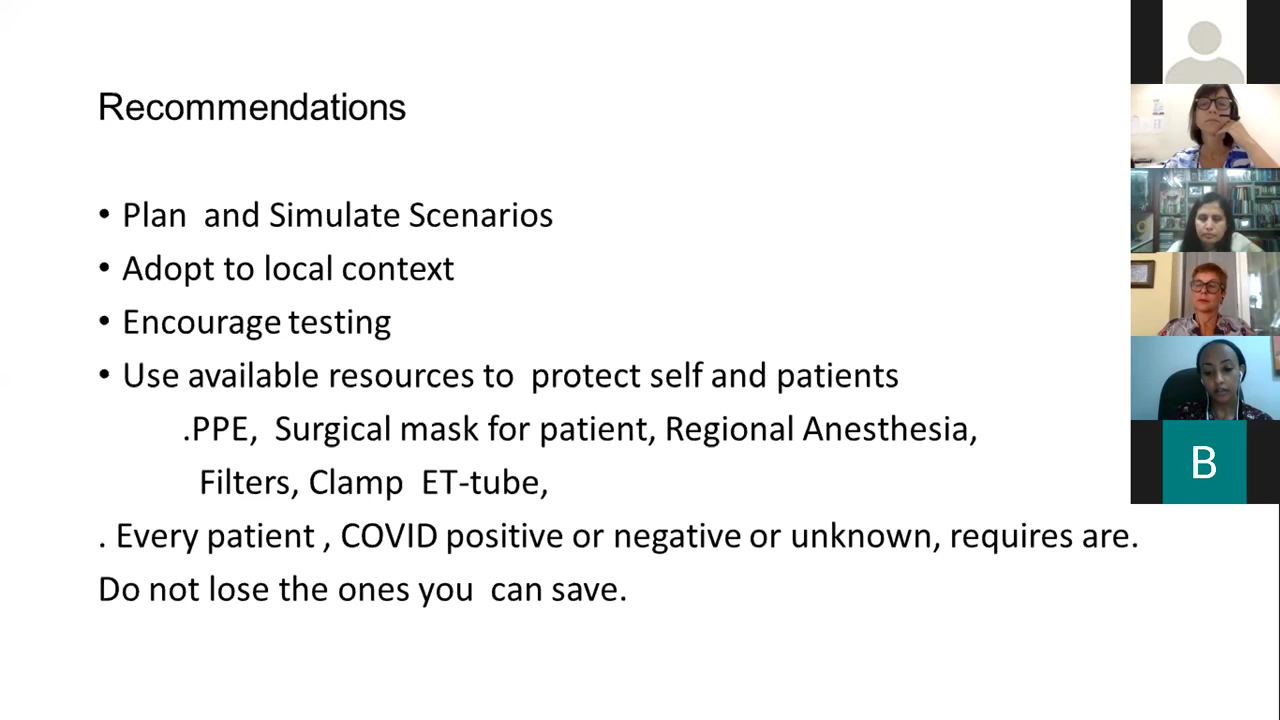 Recommendations
• Plan and Simulate Scenarios
• Adopt to local context
• Encourage testing
• Use available resources to protect self and patients
.PPE, Surgical mask for patient, Regional Anesthesia,
Filters, Clamp ET-tube,
. Every patient , COVID positive or negative or unknown, requires are.
Do not lose the ones you can save.
B